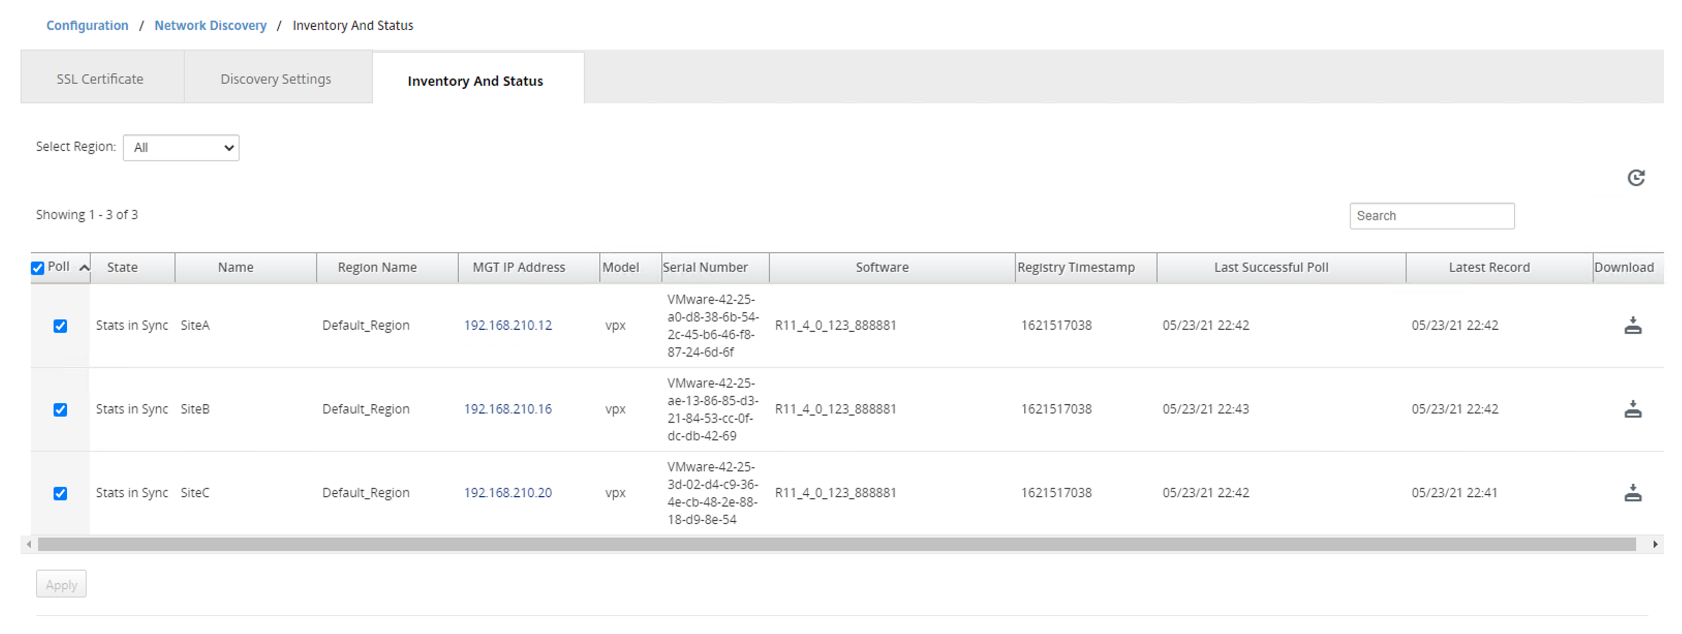 Configuration / Network Discovery / Inventory And Status
SSL Certificate Discovery Settings Inventory And Status
Select Region: All
Showing 1 - 3 of 3 Search
Poll State Name Region Name MGT IP Address Model Serial Number Software Registry Timestamp Last Successful Poll Latest Record Download
VMware-42-25-
Stats in Sync SiteA Default_Region 192.168.210.12 vpx a0-d8-38-6b-54- R11_4_0_123_888881 1621517038 05/23/21 22:42 05/23/21 22:42
2c-45-b6-46-f8-
87-24-6d-6f
VMware-42-25-
Stats in Sync SiteB Default_Region 192.168.210.16 vpx ae-13-86-85-d3- R11_4_0_123_888881 1621517038 05/23/21 22:43 05/23/21 22:42
21-84-53-cc-0f-
dc-db-42-69
VMware-42-25-
Stats in Sync SiteC Default_Region 192.168.210.20 vpx 3d-02-d4-c9-36- R11_4_0_123_888881 1621517038 05/23/21 22:42 05/23/21 22:41
4e-cb-48-2e-88-
18-d9-8e-54
Apply